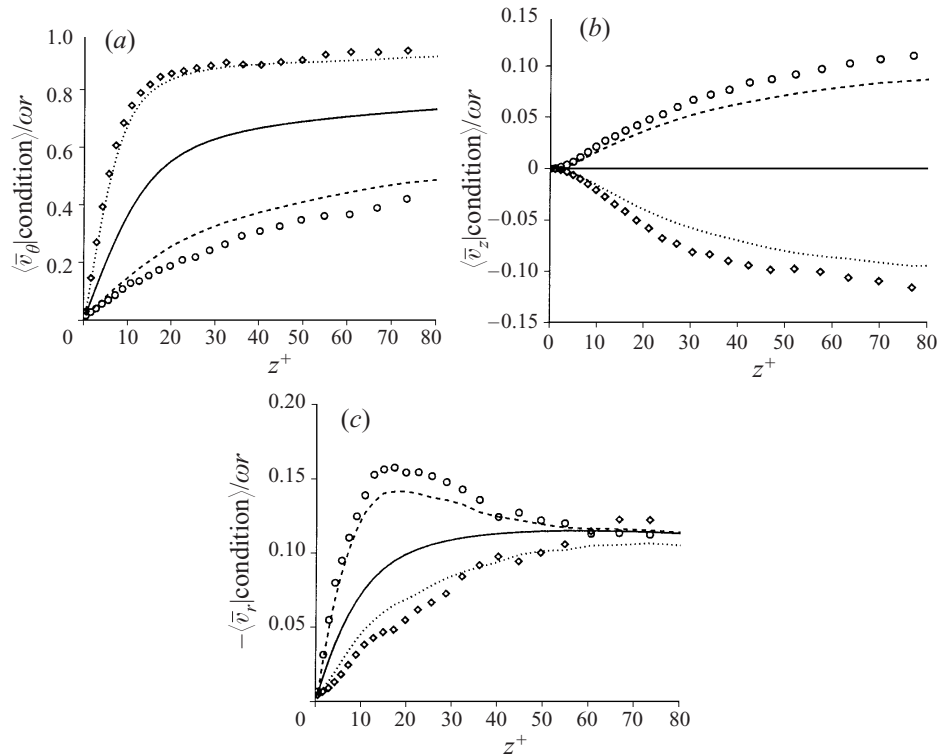 (a)
1.0
0.8
0.6
0.4
0.2
0 10 20 30 40 50 60 70 80
z⁺
⟨v̄_θ|condition⟩/ωr
(b)
0.15
0.10
0.05
0
−0.05
−0.10
−0.15
0 10 20 30 40 50 60 70 80
z⁺
⟨v̄_z|condition⟩/ωr
(c)
0.20
0.15
0.10
0.05
0 10 20 30 40 50 60 70 80
z⁺
−⟨v̄_r|condition⟩/ωr